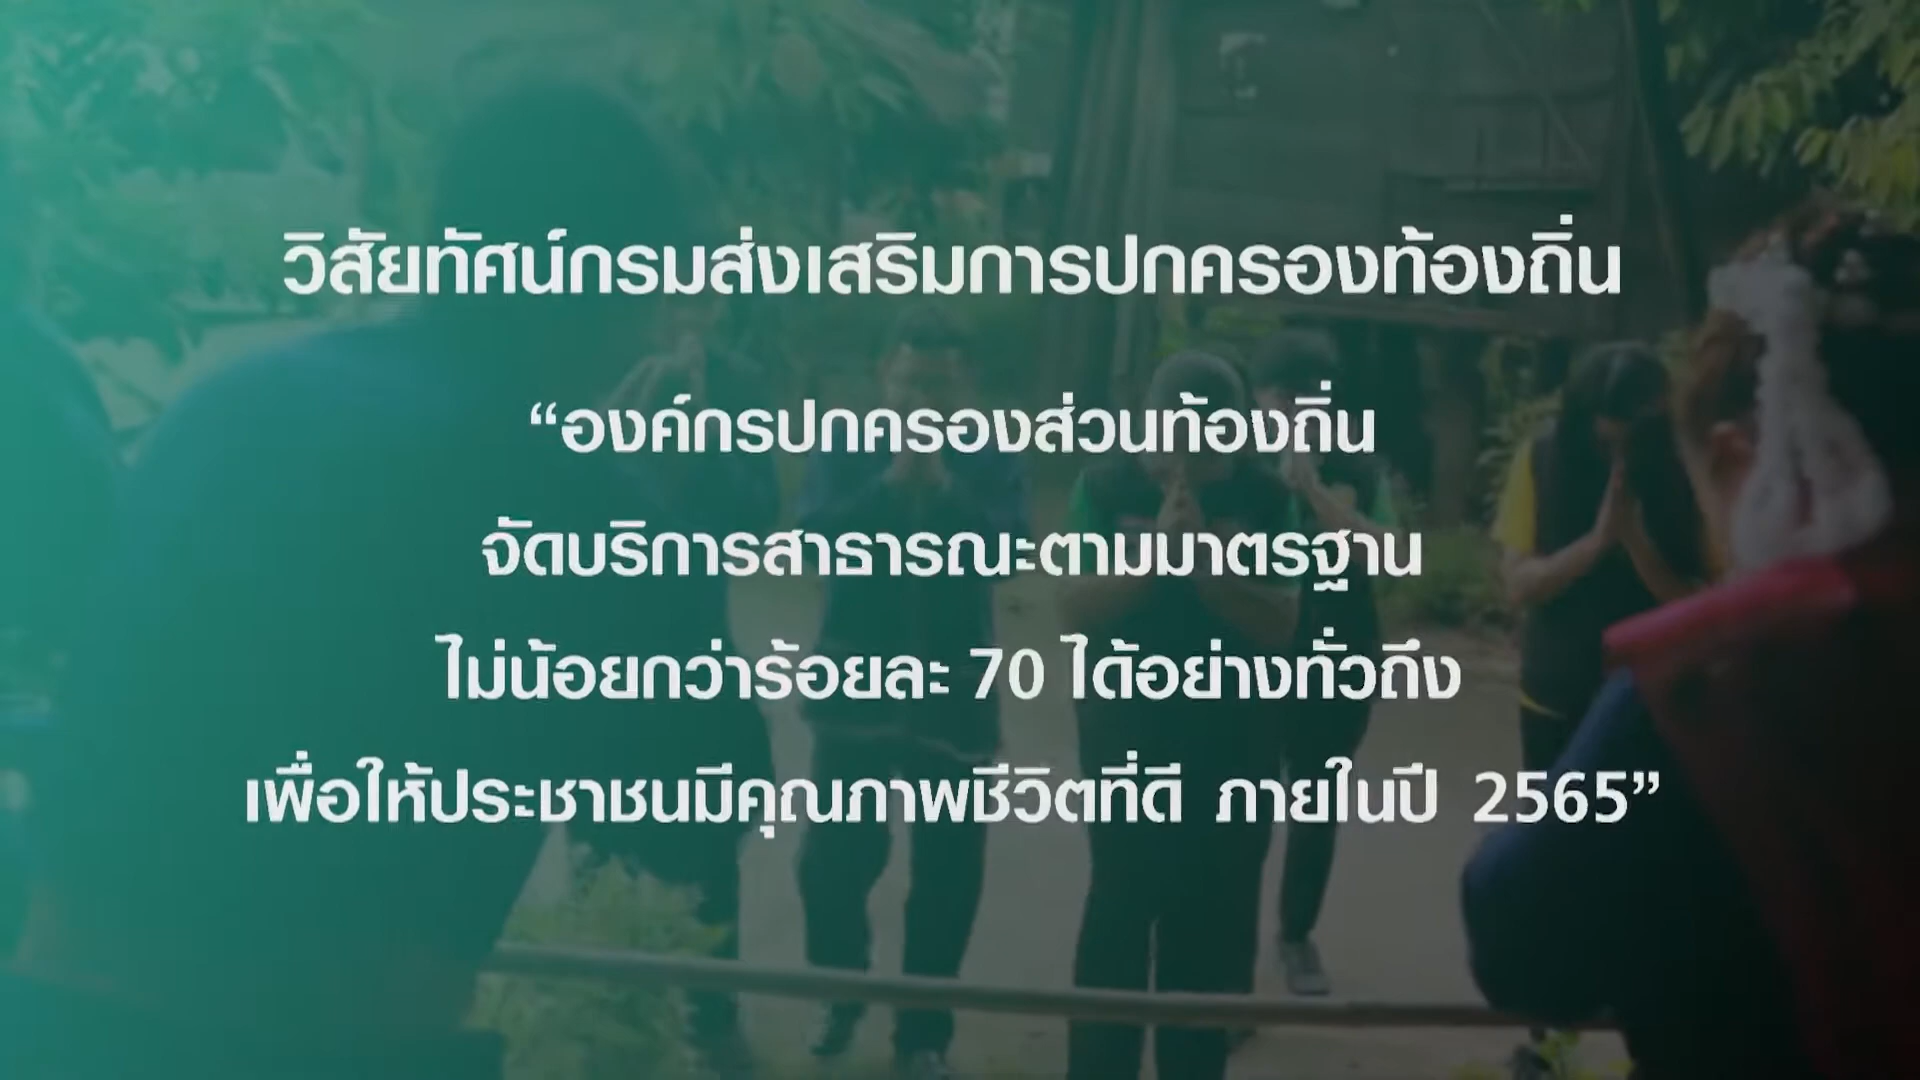 วิสัยทัศน์กรมส่งเสริมการปกครองท้องถิ่น
“องค์กรปกครองส่วนท้องถิ่น
จัดบริการสาธารณะตามมาตรฐาน
ไม่น้อยกว่าร้อยละ 70 ได้อย่างทั่วถึง
เพื่อให้ประชาชนมีคุณภาพชีวิตที่ดี ภายในปี 2565”